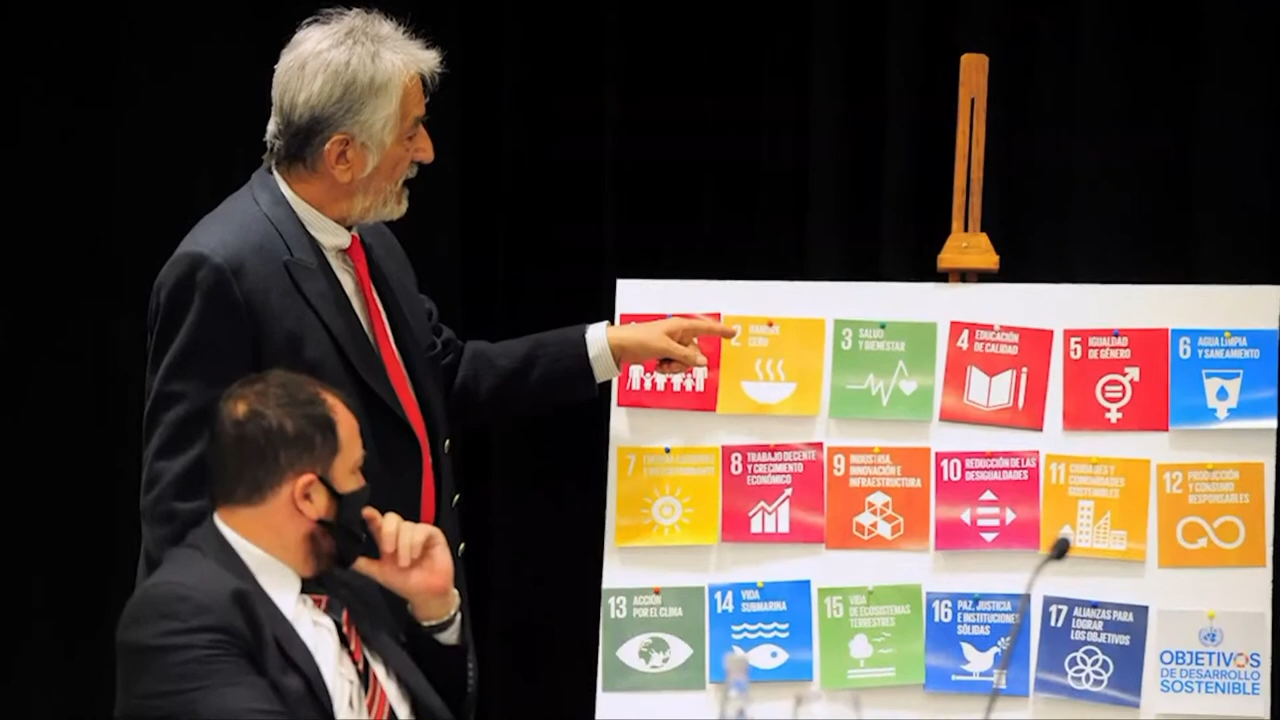 2 HAMBRE
CERO
3 SALUD
Y BIENESTAR
4 EDUCACIÓN
DE CALIDAD
5 IGUALDAD
DE GÉNERO
6 AGUA LIMPIA
Y SANEAMIENTO
7
8 TRABAJO DECENTE
Y CRECIMIENTO
ECONÓMICO
9 INDUSTRIA,
INNOVACIÓN E
INFRAESTRUCTURA
10 REDUCCIÓN DE LAS
DESIGUALDADES
11 CIUDADES Y
COMUNIDADES
SOSTENIBLES
12 PRODUCCIÓN
Y CONSUMO
RESPONSABLES
13 ACCIÓN
POR EL CLIMA
14 VIDA
SUBMARINA
15 VIDA
DE ECOSISTEMAS
TERRESTRES
16 PAZ, JUSTICIA
E INSTITUCIONES
SÓLIDAS
17 ALIANZAS PARA
LOGRAR
LOS OBJETIVOS
OBJETIVOS
DE DESARROLLO
SOSTENIBLE